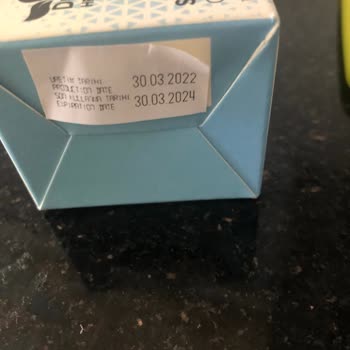 ÜRETİM TARİHİ
PRODUCTION DATE 30.03.2022
SON KULLANMA TARİHİ
EXPIRATION DATE 30.03.2024